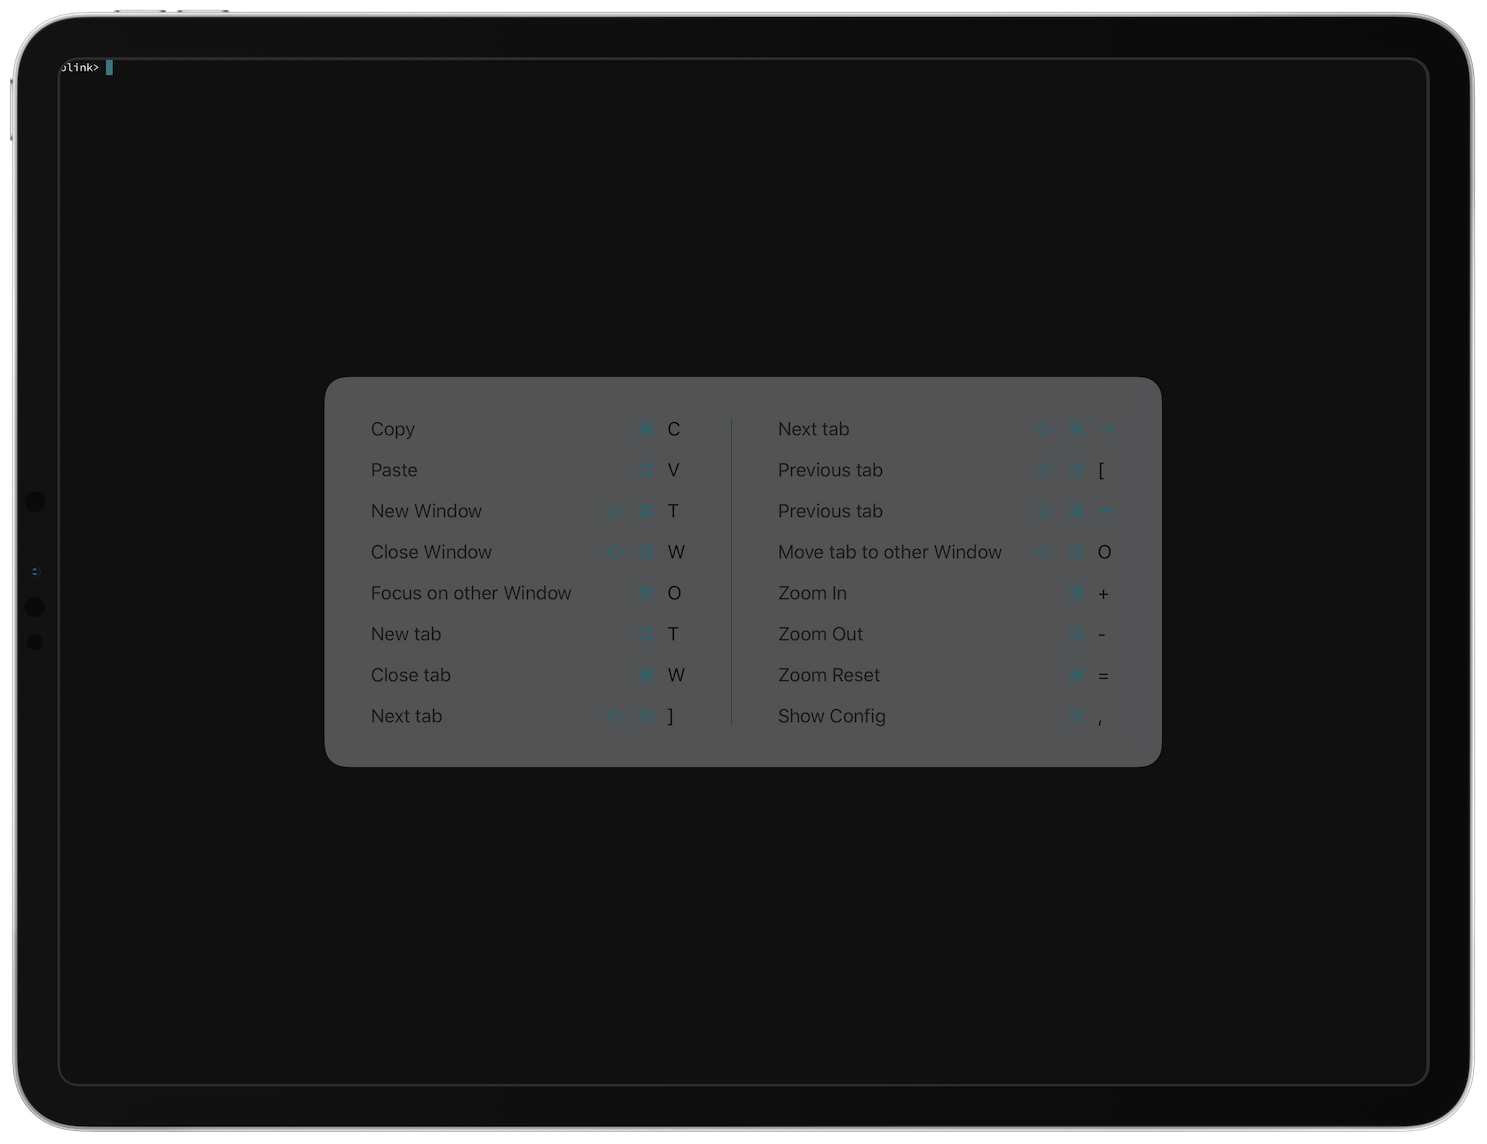 blink>
Copy ⌘ C
Paste ⌘ V
New Window ⇧ ⌘ T
Close Window ⇧ ⌘ W
Focus on other Window ⌘ O
New tab ⌘ T
Close tab ⌘ W
Next tab ⇧ ⌘ ]
Next tab ⇧ ⌘ →
Previous tab ⇧ ⌘ [
Previous tab ⇧ ⌘ ←
Move tab to other Window ⇧ ⌘ O
Zoom In ⌘ +
Zoom Out ⌘ -
Zoom Reset ⌘ =
Show Config ⌘ ,